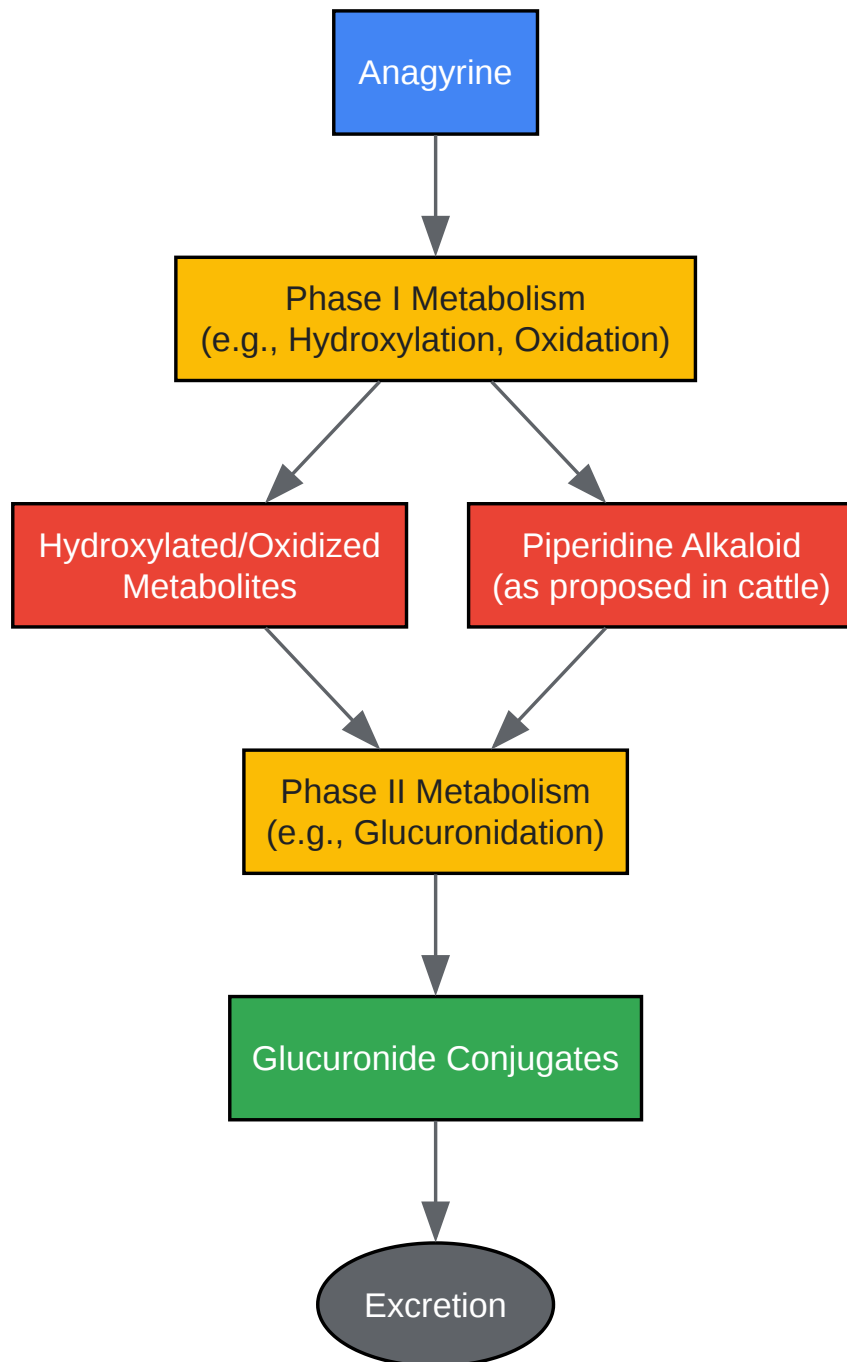 Anagyrine
Phase I Metabolism
(e.g., Hydroxylation, Oxidation)
Hydroxylated/Oxidized
Metabolites
Piperidine Alkaloid
(as proposed in cattle)
Phase II Metabolism
(e.g., Glucuronidation)
Glucuronide Conjugates
Excretion